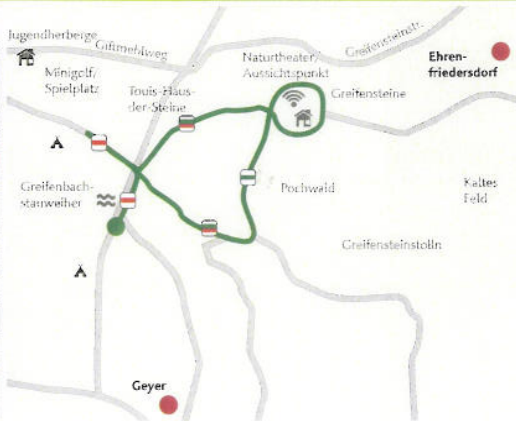 Jugendherberge
Giftmehlweg
Greifensteinstr.
Minigolf/
Spielplatz
Naturtheater/
Aussichtspunkt
Ehren-
friedersdorf
Touis-Haus-
der-Steine
Greifensteine
Greifenbach-
stauweiher
Pochwald
Kaltes
Feld
Greifensteinstolln
Geyer